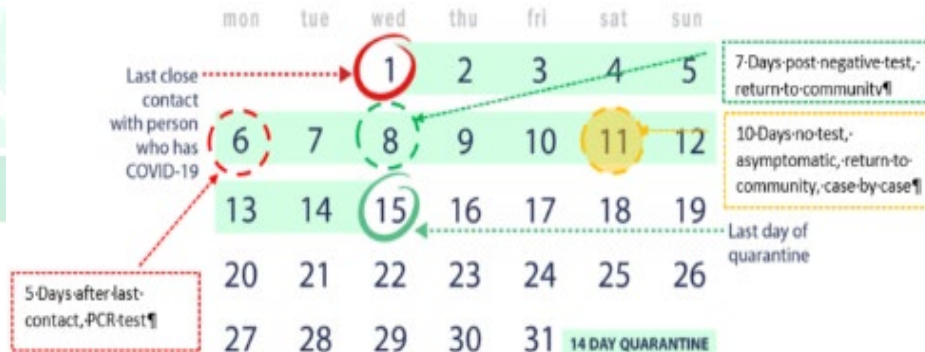 mon tue wed thu fri sat sun
Last close
contact
with person
who has
COVID-19
1 2 3 4 5
7·Days·post·negative·test,·
return·to·community¶
6 7 8 9 10 11 12
10·Days·no·test,·
asymptomatic,·return·to·
community,·case·by·case¶
13 14 15 16 17 18 19
Last day of
quarantine
20 21 22 23 24 25 26
5·Days·after·last·
contact,·PCR·test¶
27 28 29 30 31 14 DAY QUARANTINE